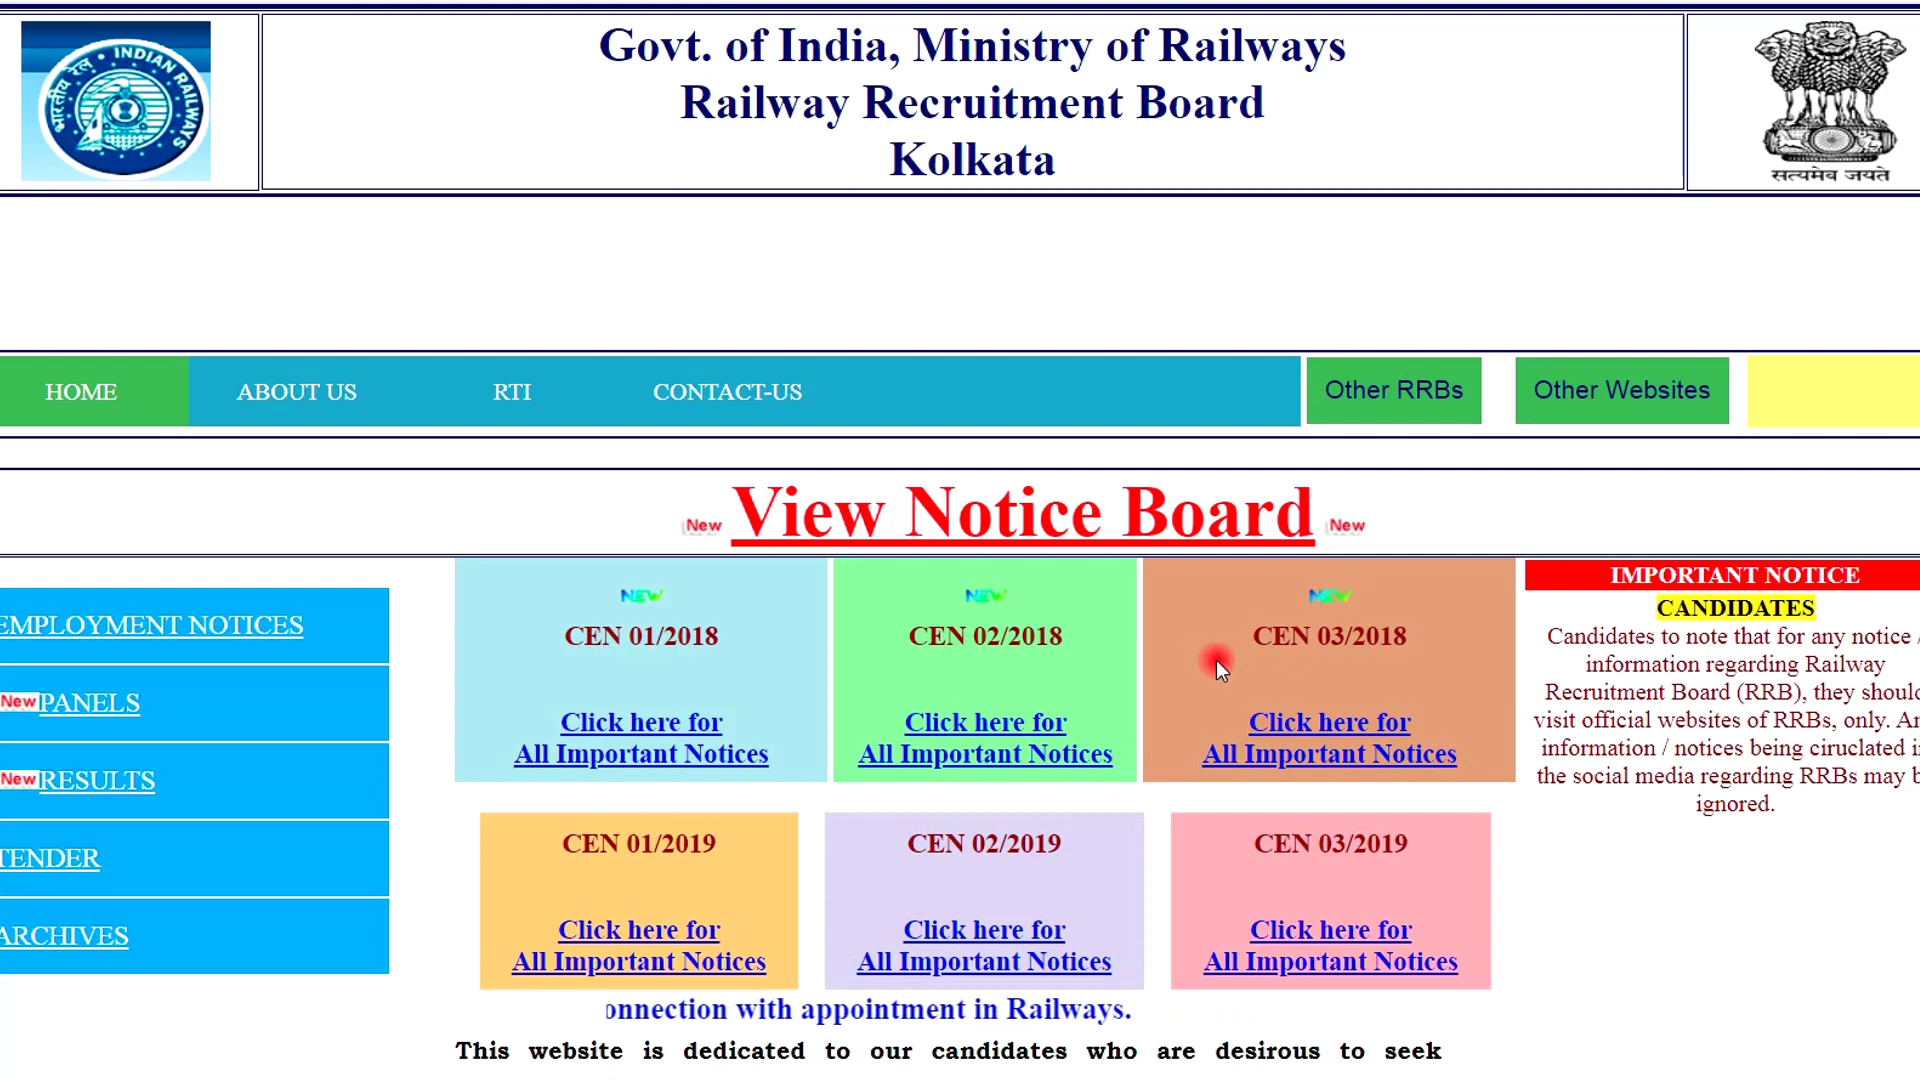 भारतीय रेल • INDIAN RAILWAYS
Govt. of India, Ministry of Railways
Railway Recruitment Board
Kolkata
सत्यमेव जयते
HOME
ABOUT US
RTI
CONTACT-US
Other RRBs
Other Websites
New View Notice Board New
EMPLOYMENT NOTICES
New PANELS
New RESULTS
TENDER
ARCHIVES
NEW
CEN 01/2018
Click here for
All Important Notices
NEW
CEN 02/2018
Click here for
All Important Notices
NEW
CEN 03/2018
Click here for
All Important Notices
CEN 01/2019
Click here for
All Important Notices
CEN 02/2019
Click here for
All Important Notices
CEN 03/2019
Click here for
All Important Notices
IMPORTANT NOTICE
CANDIDATES
Candidates to note that for any notice /
information regarding Railway
Recruitment Board (RRB), they should
visit official websites of RRBs, only. An
information / notices being ciruclated in
the social media regarding RRBs may b
ignored.
onnection with appointment in Railways.
This website is dedicated to our candidates who are desirous to seek